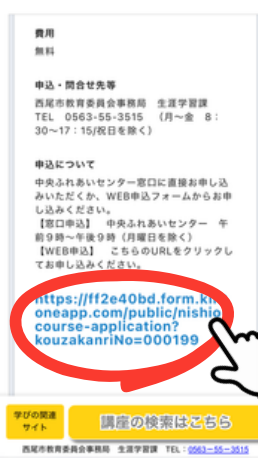 費用
無料
申込・問合せ先等
西尾市教育委員会事務局　生涯学習課
TEL　0563-55-3515　（月～金　8：
30～17：15/祝日を除く）
申込について
中央ふれあいセンター窓口に直接お申し込
みいただくか、WEB申込フォームからお申
し込みください。
【窓口申込】　中央ふれあいセンター　午
前9時～午後9時（月曜日を除く）
【WEB申込】　こちらのURLをクリックし
てお申し込みください。
https://ff2e40bd.form.kint
oneapp.com/public/nishio
course-application?
kouzakanriNo=000199
学びの関連
サイト
講座の検索はこちら
西尾市教育委員会事務局　生涯学習課　TEL：0563-55-3515